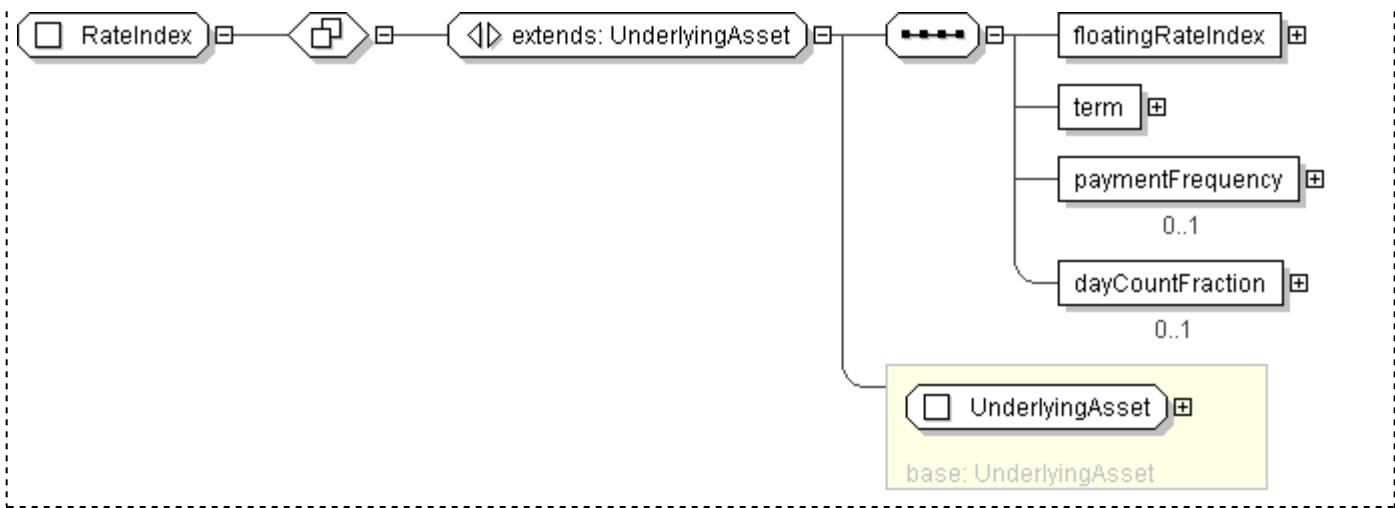 RateIndex
extends: UnderlyingAsset
floatingRateIndex
term
paymentFrequency
0..1
dayCountFraction
0..1
UnderlyingAsset
base: UnderlyingAsset